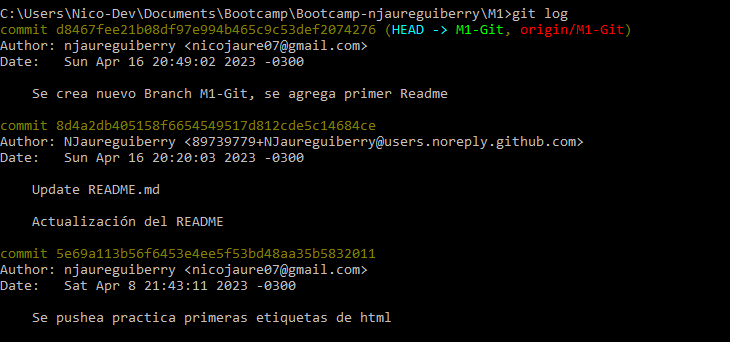 C:\Users\Nico-Dev\Documents\Bootcamp\Bootcamp-njaureguiberry\M1>git log
commit d8467fee21b08df97e994b465c9c53def2074276 (HEAD -> M1-Git, origin/M1-Git)
Author: njaureguiberry <nicojaure07@gmail.com>
Date:   Sun Apr 16 20:49:02 2023 -0300
Se crea nuevo Branch M1-Git, se agrega primer Readme
commit 8d4a2db405158f6654549517d812cde5c14684ce
Author: NJaureguiberry <89739779+NJaureguiberry@users.noreply.github.com>
Date:   Sun Apr 16 20:20:03 2023 -0300
Update README.md
Actualización del README
commit 5e69a113b56f6453e4ee5f53bd48aa35b5832011
Author: njaureguiberry <nicojaure07@gmail.com>
Date:   Sat Apr 8 21:43:11 2023 -0300
Se pushea practica primeras etiquetas de html